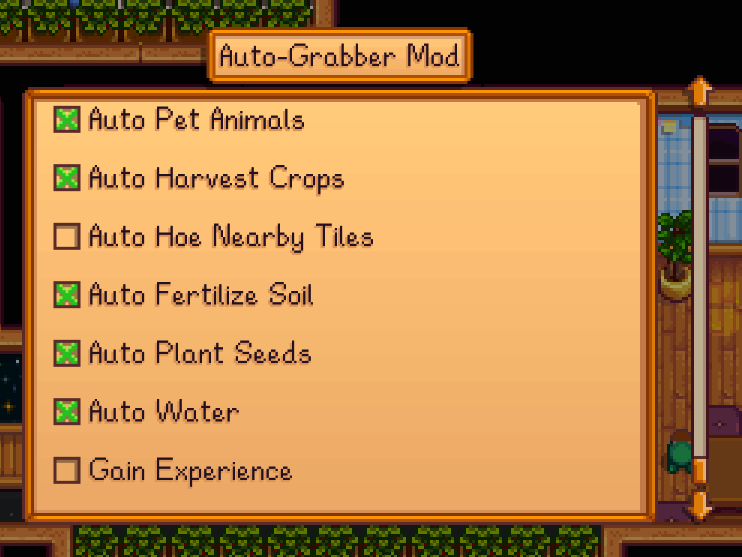 Auto-Grabber Mod
Auto Pet Animals
Auto Harvest Crops
Auto Hoe Nearby Tiles
Auto Fertilize Soil
Auto Plant Seeds
Auto Water
Gain Experience